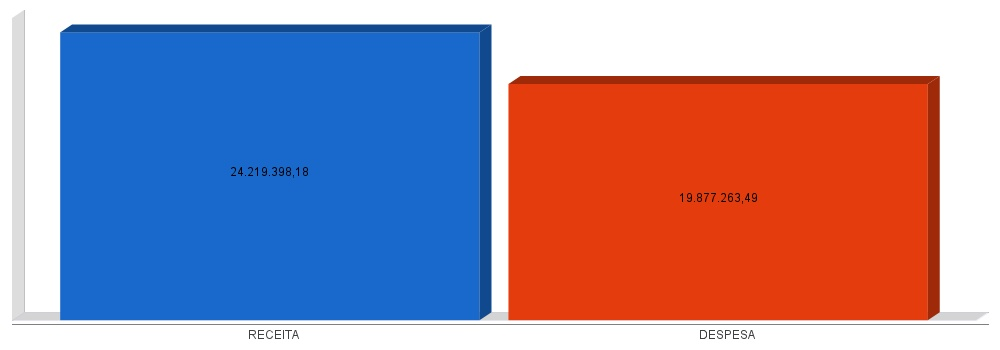 24.219.398,18
19.877.263,49
RECEITA
DESPESA